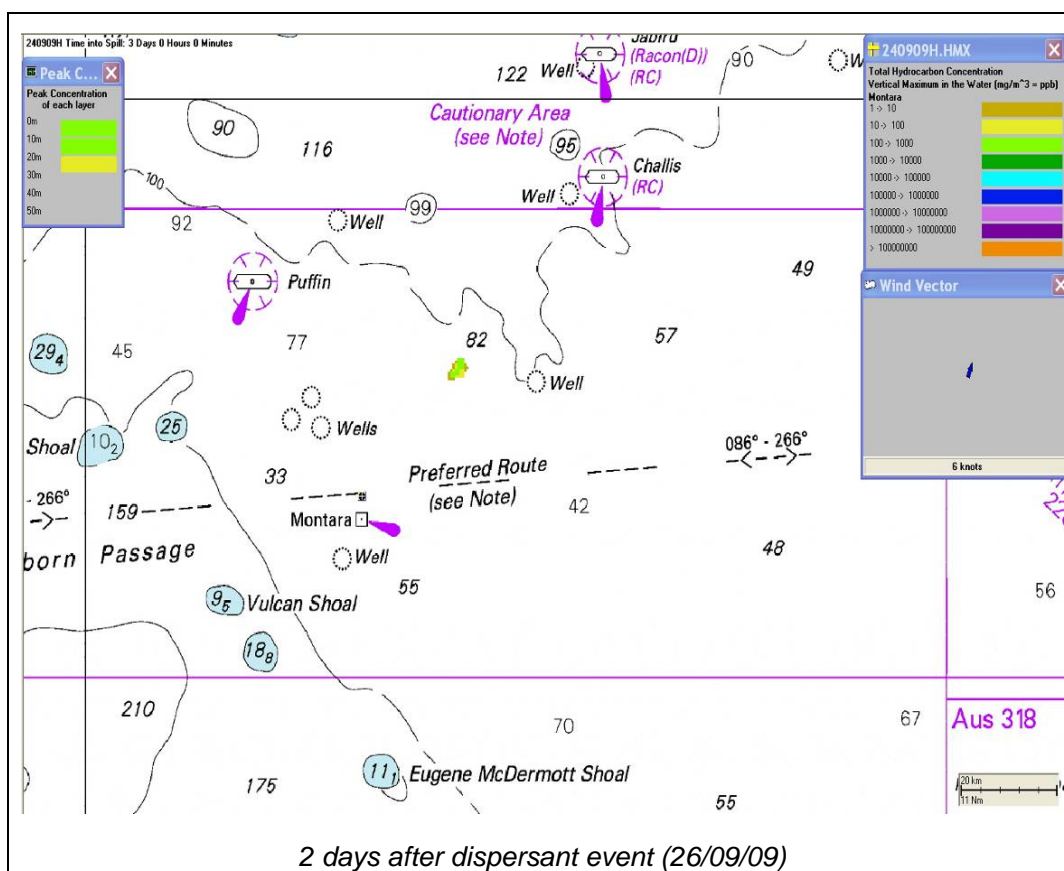 240909H Time into Spill: 3 Days 0 Hours 0 Minutes
Peak C...
Peak Concentration
of each layer
0m
10m
20m
30m
40m
50m
240909H.HMX
Total Hydrocarbon Concentration
Vertical Maximum in the Water (mg/m^3 = ppb)
Montara
1 -> 10
10 -> 100
100 -> 1000
1000 -> 10000
10000 -> 100000
100000 -> 1000000
1000000 -> 10000000
10000000 -> 100000000
> 100000000
Wind Vector
6 knots
Jabiru
(Racon(D))
(RC)
122 Well
90
Cautionary Area
(see Note)
90
116
95
Challis
(RC)
Well
100
92
Well
99
Puffin
49
29₄
45
77
82
57
Well
25
Wells
Shoal 10₂
086° - 266°
33
Preferred Route
(see Note)
- 266°
159
Montara
42
born Passage
Well
48
55
56
9₅ Vulcan Shoal
18₈
210
70
67
Aus 318
175
11₁ Eugene McDermott Shoal
55
20 km
11 Nm
2 days after dispersant event (26/09/09)